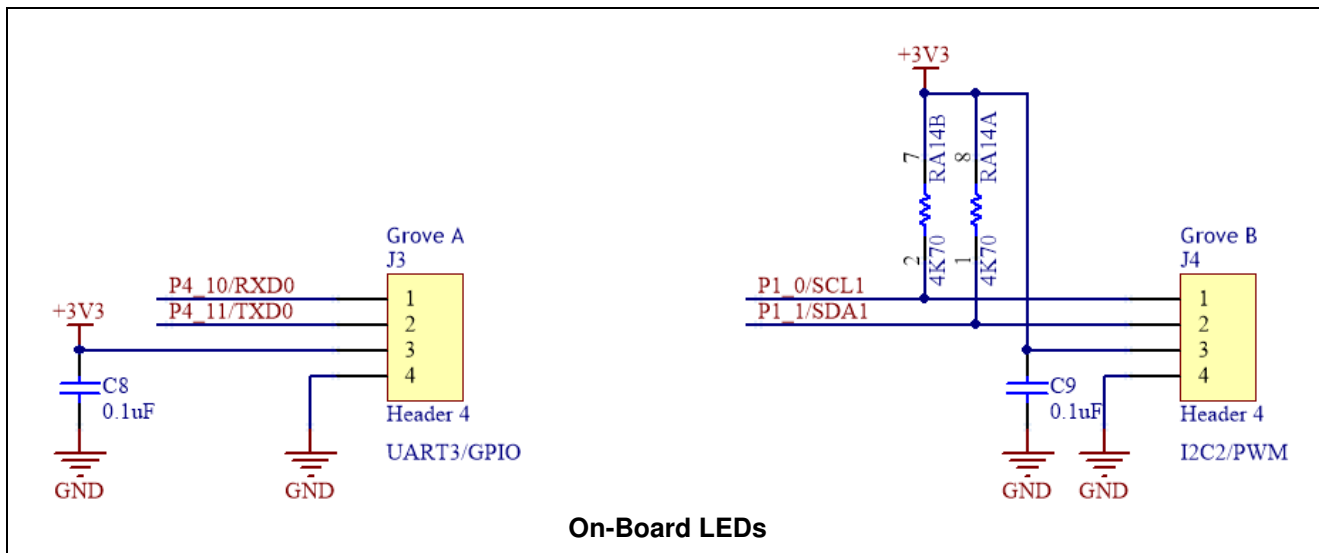 Grove A
J3
P4_10/RXD0
P4_11/TXD0
+3V3
1
2
3
4
C8
0.1uF
Header 4
UART3/GPIO
GND
GND
+3V3
7
RA14B
8
RA14A
2
4K70
1
4K70
Grove B
J4
P1_0/SCL1
P1_1/SDA1
1
2
3
4
C9
0.1uF
Header 4
I2C2/PWM
GND
GND
On-Board LEDs